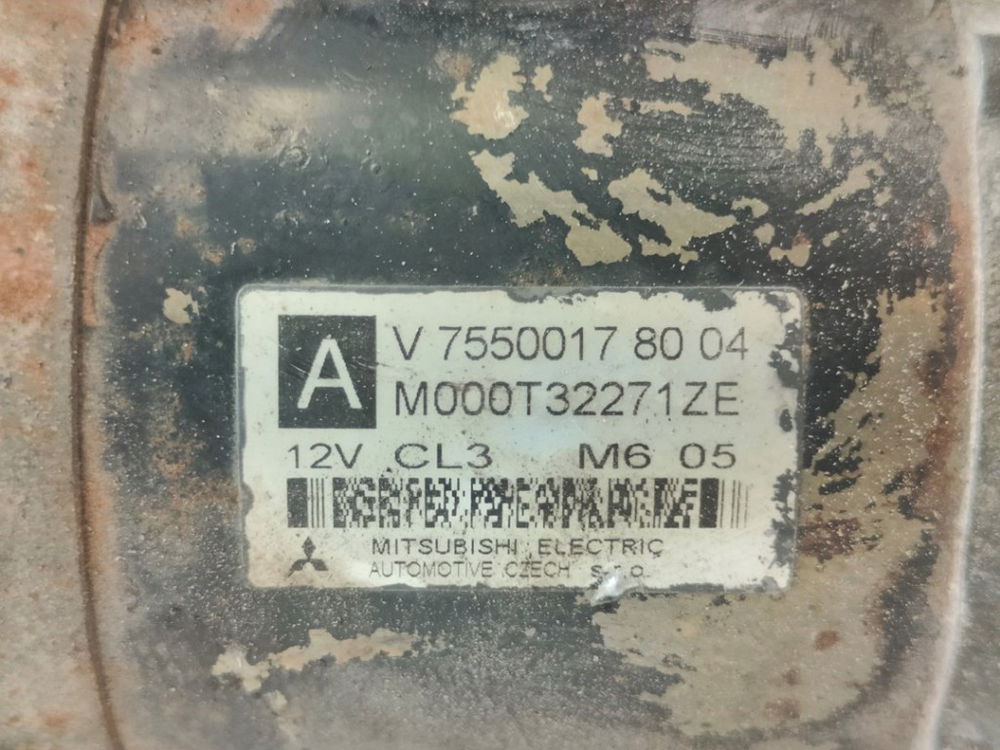 A
V 7550017 80 04
M000T32271ZE
12V CL3 M6 05
MITSUBISHI ELECTRIC
AUTOMOTIVE CZECH s.r.o.